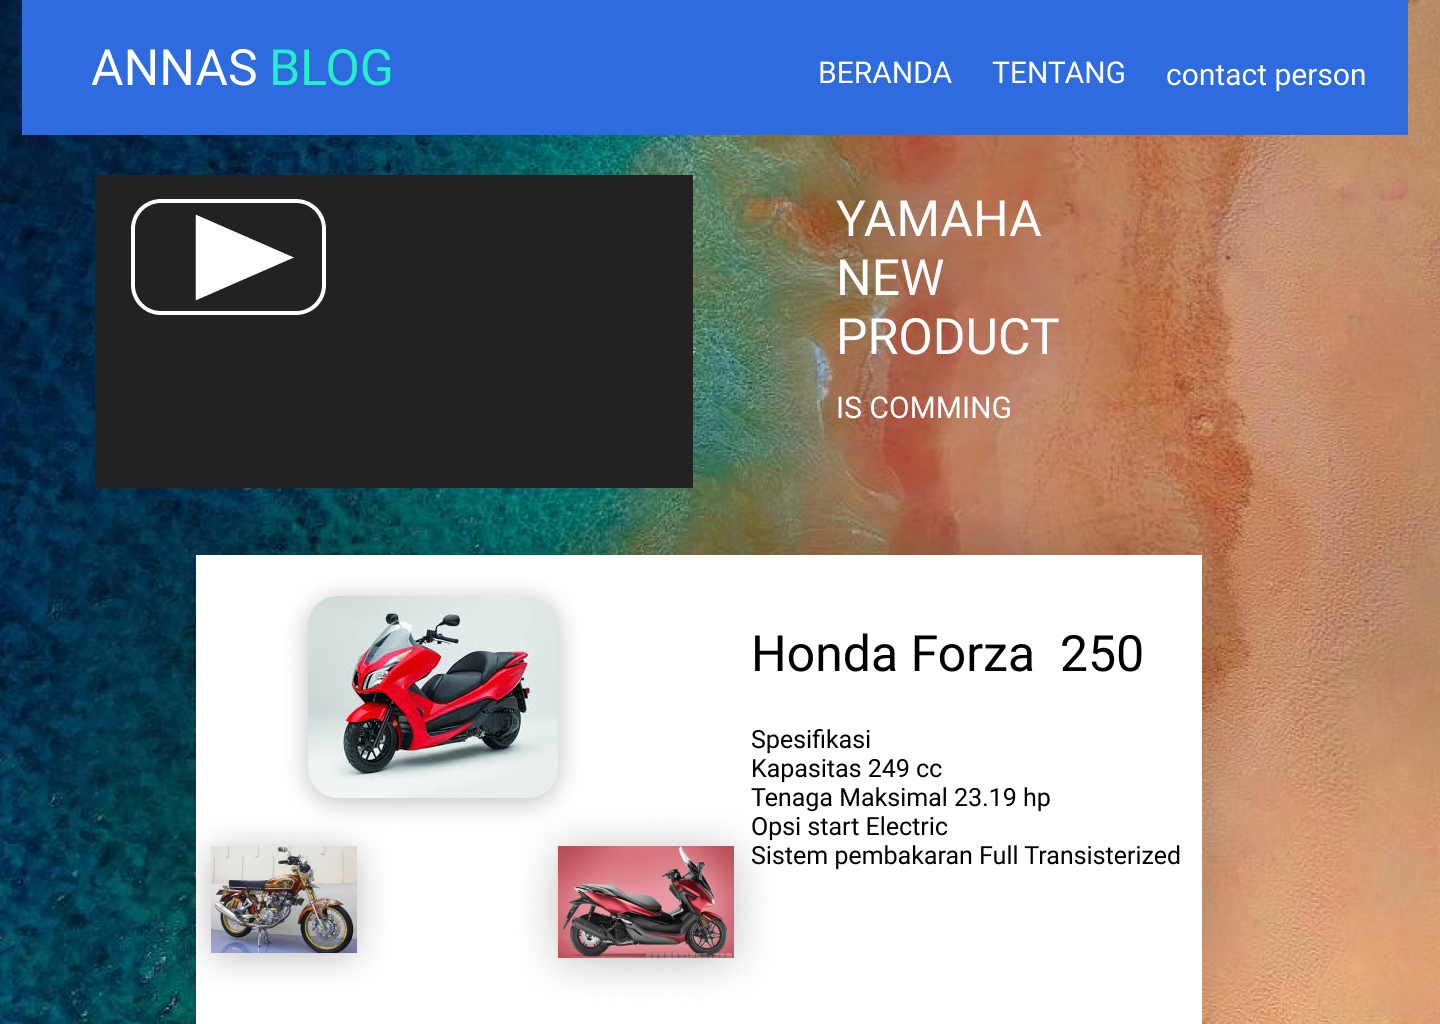 ANNAS BLOG
BERANDA TENTANG contact person
YAMAHA
NEW
PRODUCT
IS COMMING
Honda Forza 250
Spesifikasi
Kapasitas 249 cc
Tenaga Maksimal 23.19 hp
Opsi start Electric
Sistem pembakaran Full Transisterized